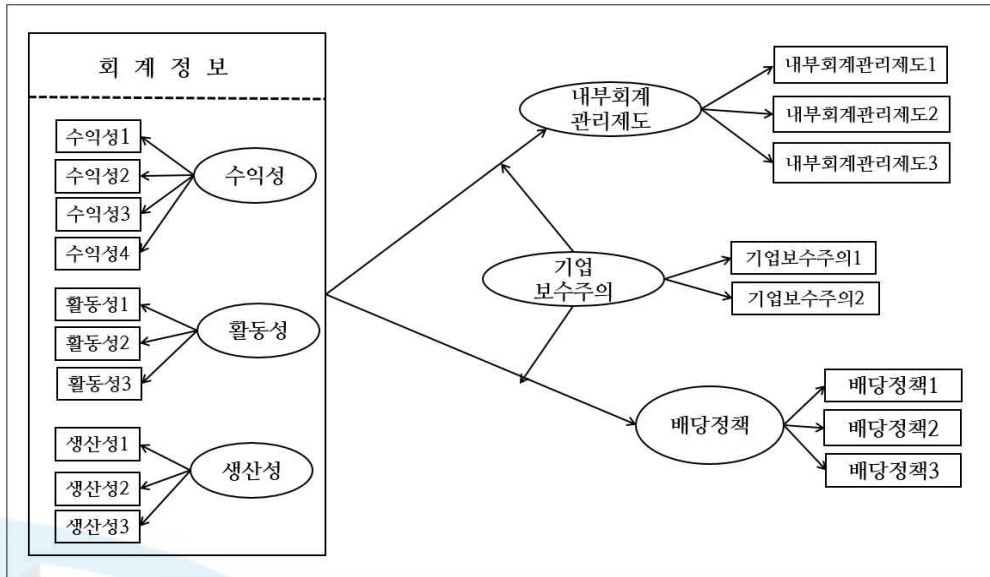 회 계 정 보
수익성1
수익성2
수익성3
수익성4
수익성
활동성1
활동성2
활동성3
활동성
생산성1
생산성2
생산성3
생산성
내부회계
관리제도
내부회계관리제도1
내부회계관리제도2
내부회계관리제도3
기업
보수주의
기업보수주의1
기업보수주의2
배당정책
배당정책1
배당정책2
배당정책3